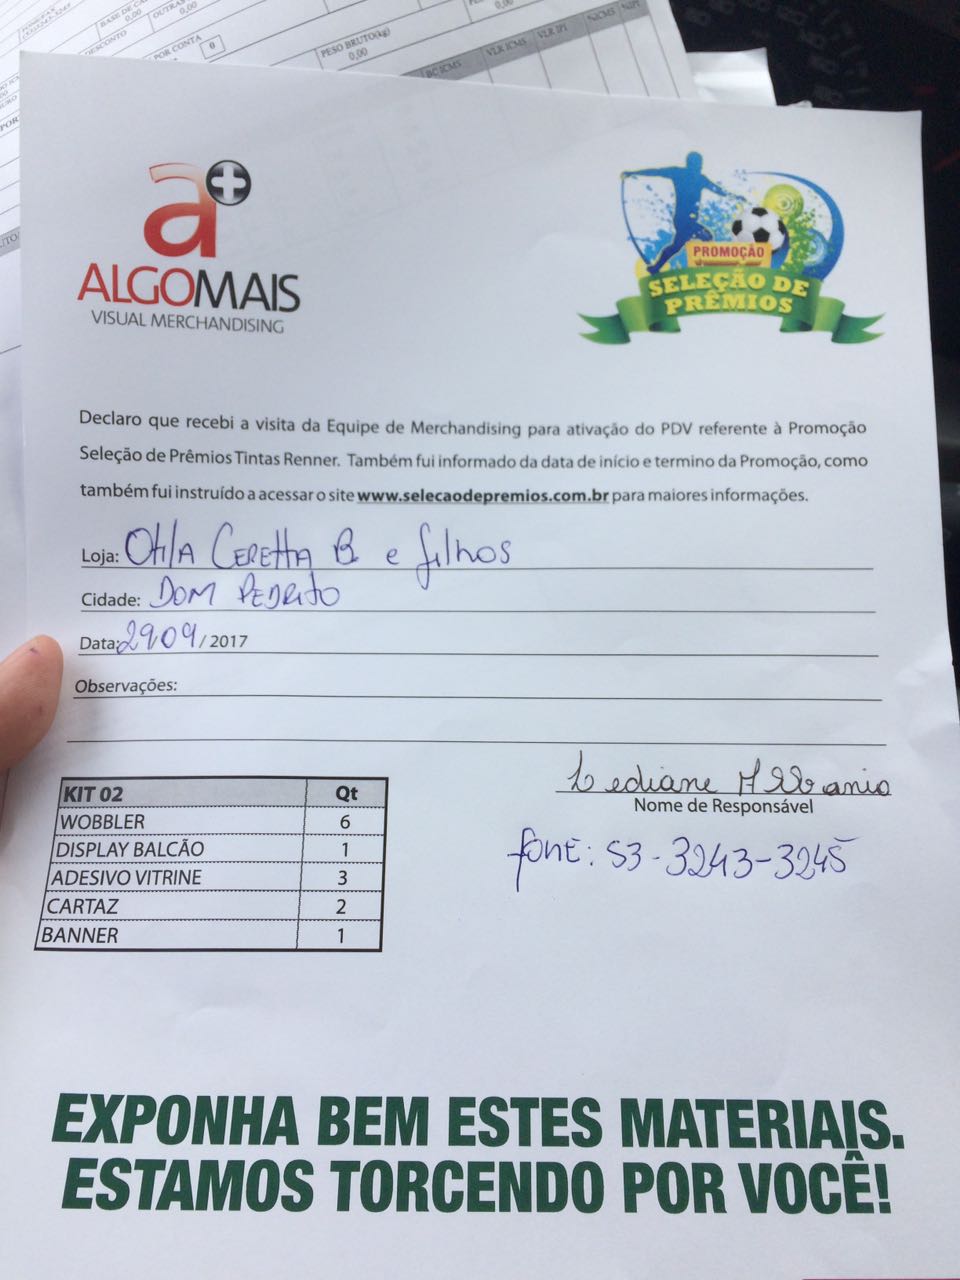 BASE DE
0,00
DESCONTO
0,00
POR CONTA
0
PESO BRUTO(kg)
0,00
0,00
BC ICMS
VLR ICMS
VLR IPI
%ICMS
%IPI
a+
ALGOMAIS
VISUAL MERCHANDISING
PROMOÇÃO
SELEÇÃO DE
PRÊMIOS
Declaro que recebi a visita da Equipe de Merchandising para ativação do PDV referente à Promoção
Seleção de Prêmios Tintas Renner. Também fui informado da data de início e termino da Promoção, como
também fui instruído a acessar o site www.selecaodepremios.com.br para maiores informações.
Loja: Otila Ceretta B e filhos
Cidade: DOM PEDRITO
Data: 2909/2017
Observações:
Lediane
Nome de Responsável
fone: 53-3243-3245
KIT 02 Qt
WOBBLER 6
DISPLAY BALCÃO 1
ADESIVO VITRINE 3
CARTAZ 2
BANNER 1
EXPONHA BEM ESTES MATERIAIS.
ESTAMOS TORCENDO POR VOCÊ!